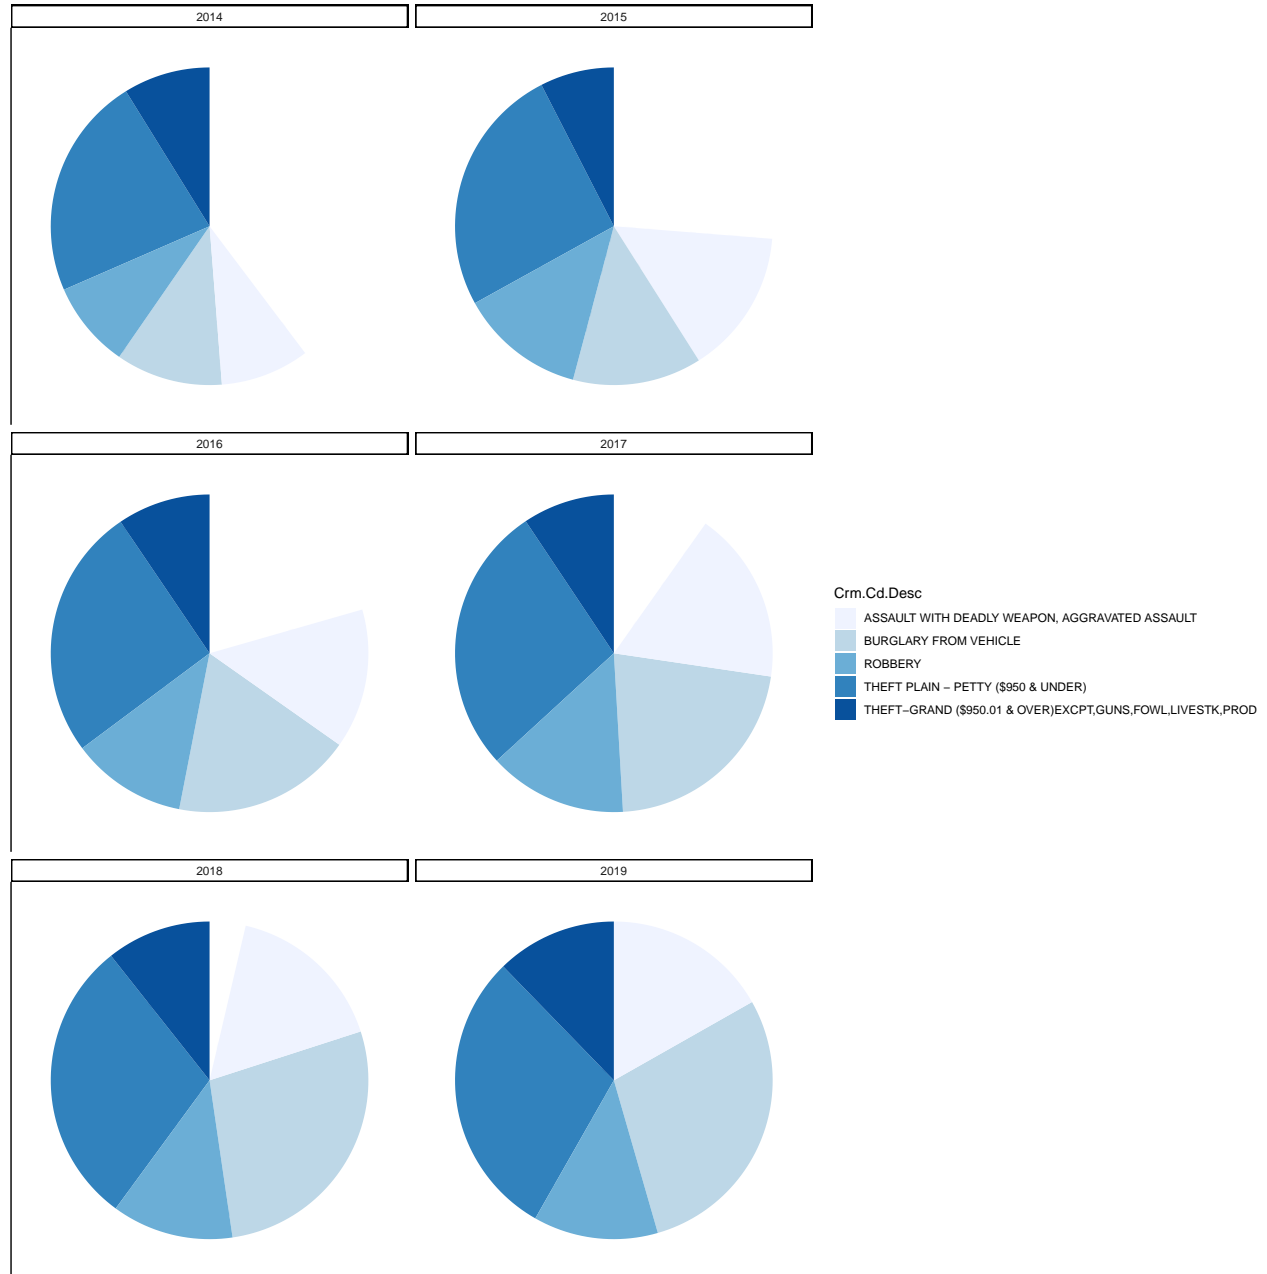 2014
2015
2016
2017
Crm.Cd.Desc
ASSAULT WITH DEADLY WEAPON, AGGRAVATED ASSAULT
BURGLARY FROM VEHICLE
ROBBERY
THEFT PLAIN − PETTY ($950 & UNDER)
THEFT−GRAND ($950.01 & OVER)EXCPT,GUNS,FOWL,LIVESTK,PROD
2018
2019